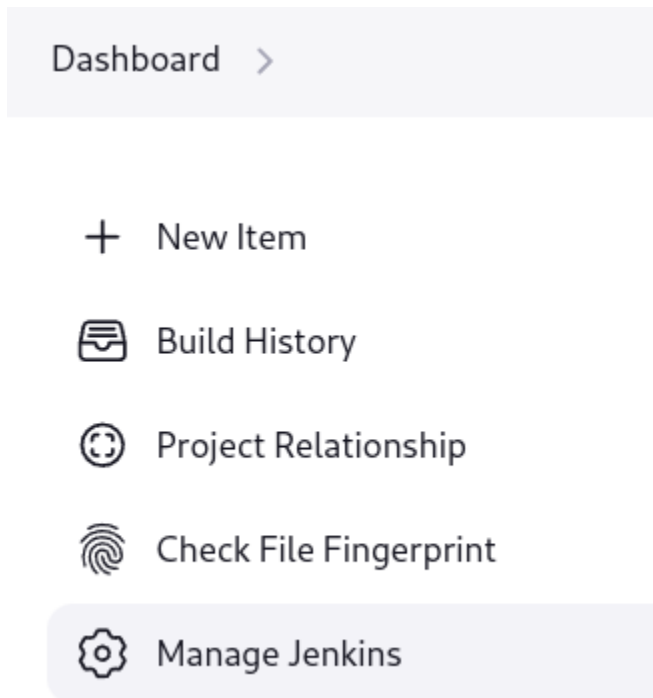 Dashboard
New Item
Build History
Project Relationship
Check File Fingerprint
Manage Jenkins